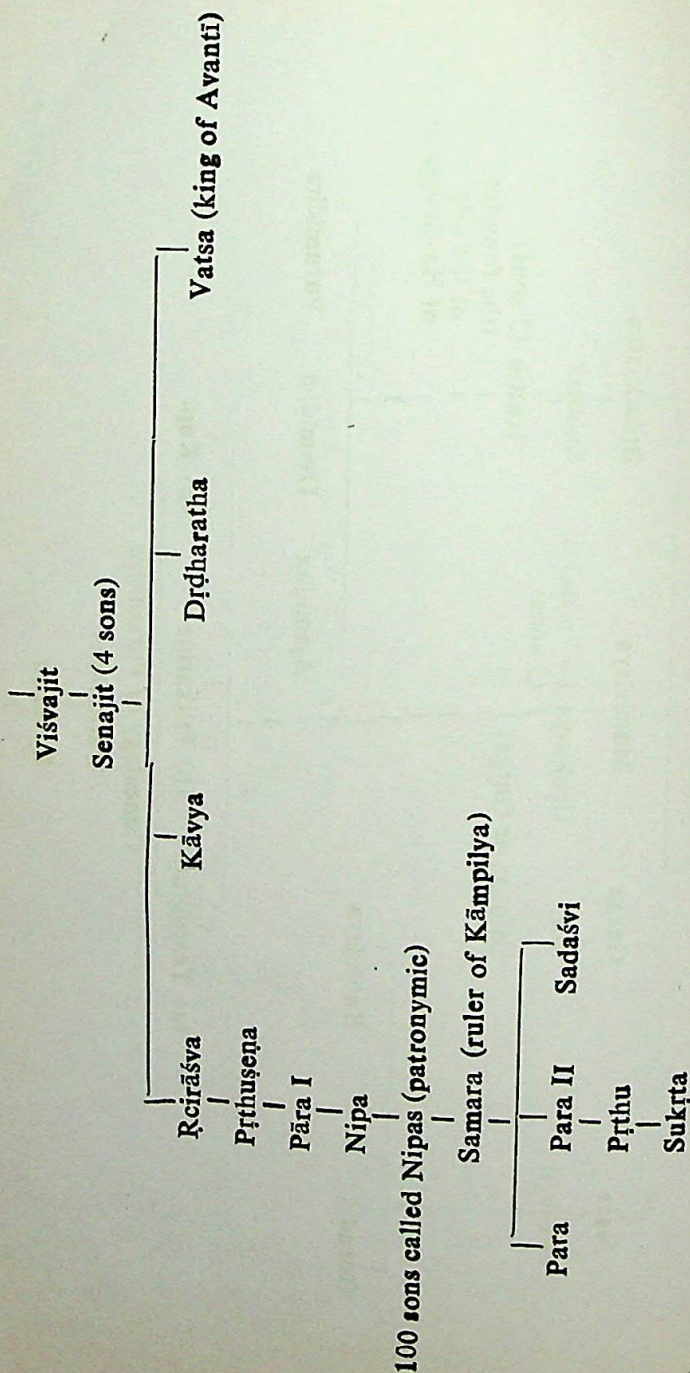 Viśvajit
Senajit (4 sons)
Ṛcirāśva Kāvya Dṛḍharatha Vatsa (king of Avantī)
Pṛthuṣeṇa
Pāra I
Nipa
100 sons called Nipas (patronymic)
Samara (ruler of Kāmpilya)
Para Para II Sadaśvi
Pṛthu
Sukṛta